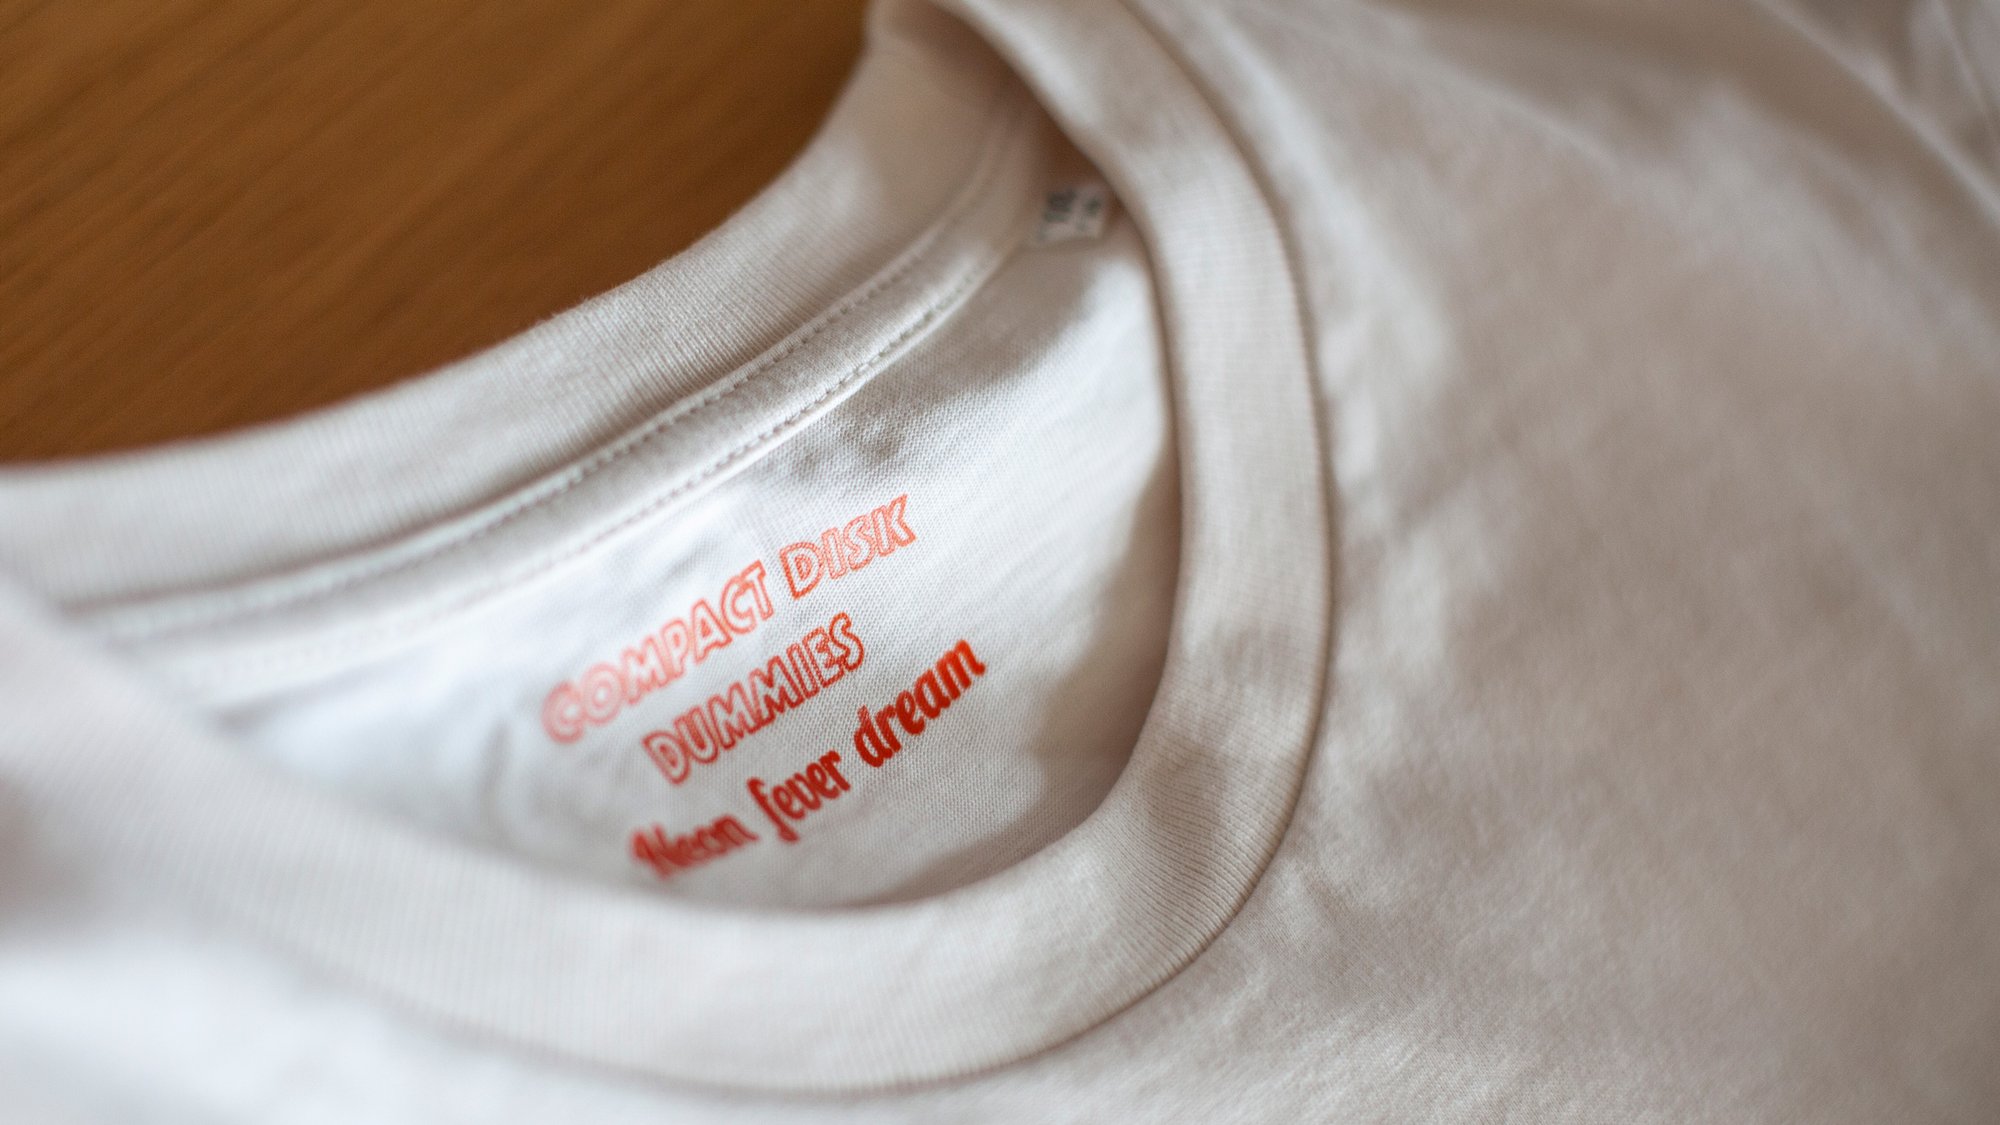 COMPACT DISK
DUMMIES
Neon fever dream